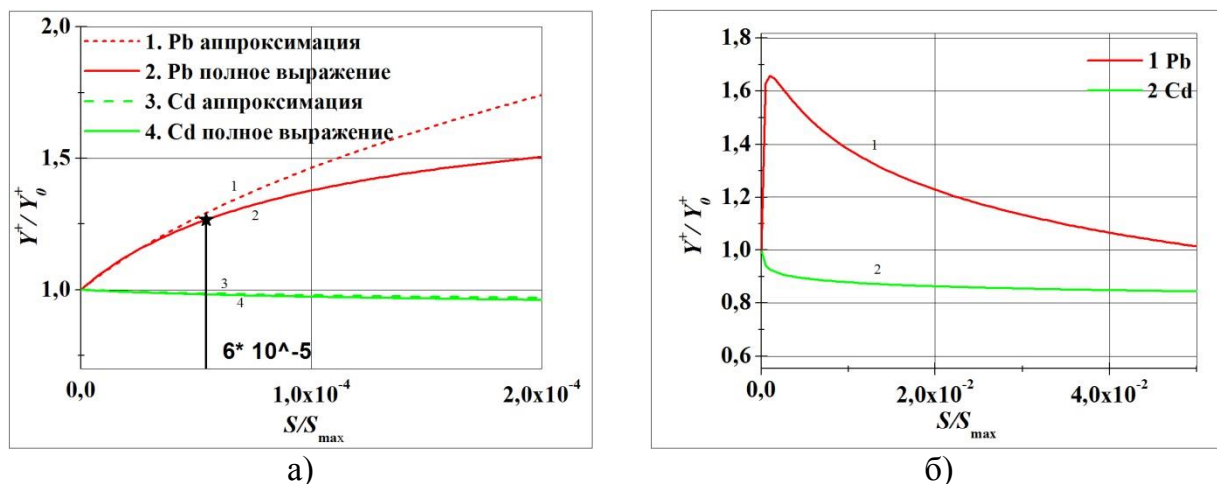 2,0
1. Pb аппроксимация
2. Pb полное выражение
3. Cd аппроксимация
4. Cd полное выражение
1,5
1
2
Y⁺/ Y₀⁺
1,0
3
4
6* 10^-5
0,0
1,0x10⁻⁴
2,0x10⁻⁴
S/Sₘₐₓ
а)
1,8
1 Pb
2 Cd
1,6
1,4
1
1,2
Y⁺/ Y₀⁺
1,0
2
0,8
0,6
0,0
2,0x10⁻²
4,0x10⁻²
S/Sₘₐₓ
б)